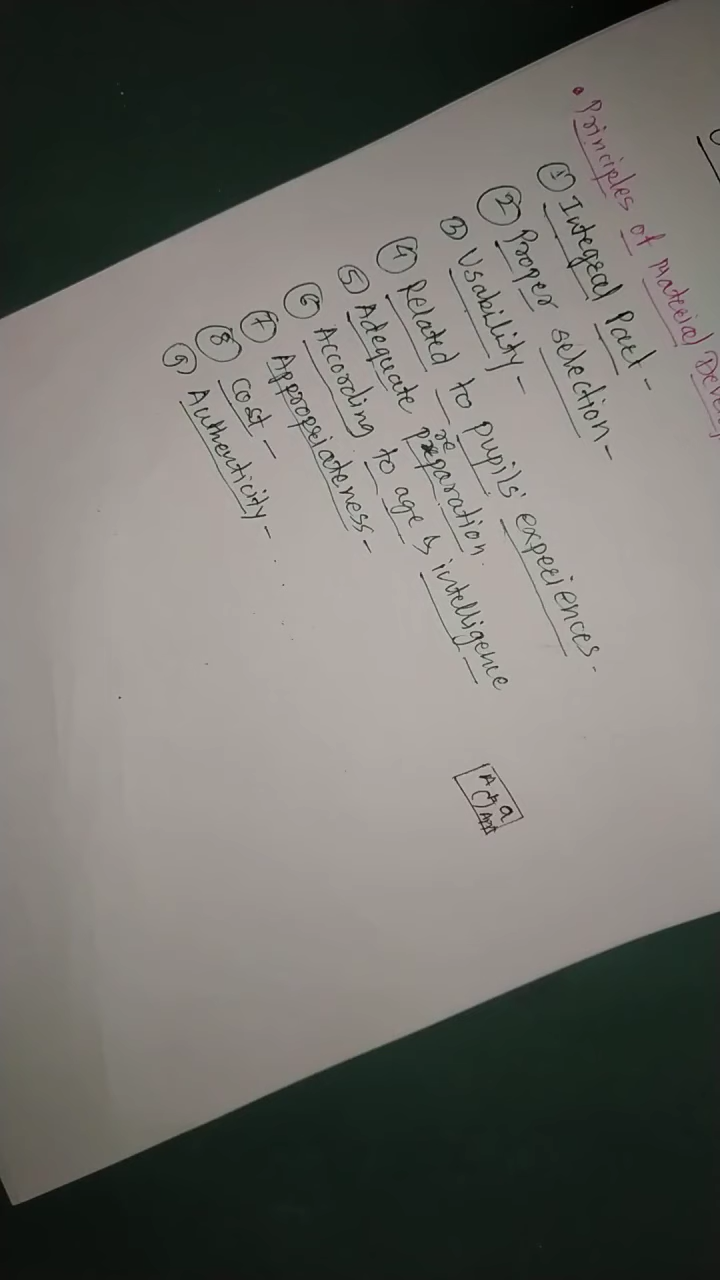 • Principles of Material Deve
① Integral Part -
② Proper selection -
③ Usability -
④ Related to pupils' experiences -
⑤ Adequate preparation.
⑥ According to age & intelligence
⑦ Appropriateness -
⑧ Cost -
⑨ Authenticity -